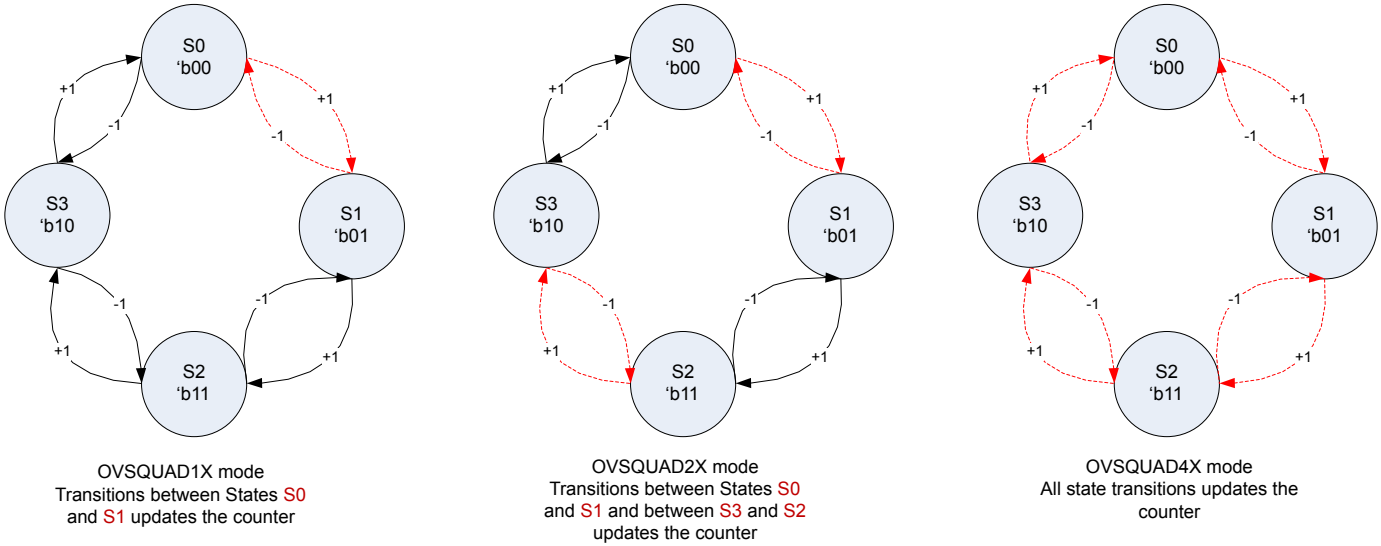 S0
‘b00
+1
-1
+1
-1
S3
‘b10
S1
‘b01
-1
+1
-1
+1
S2
‘b11
OVSQUAD1X mode
Transitions between States S0
and S1 updates the counter
S0
‘b00
+1
-1
+1
-1
S3
‘b10
S1
‘b01
-1
+1
-1
+1
S2
‘b11
OVSQUAD2X mode
Transitions between States S0
and S1 and between S3 and S2
updates the counter
S0
‘b00
+1
-1
+1
-1
S3
‘b10
S1
‘b01
-1
+1
-1
+1
S2
‘b11
OVSQUAD4X mode
All state transitions updates the
counter